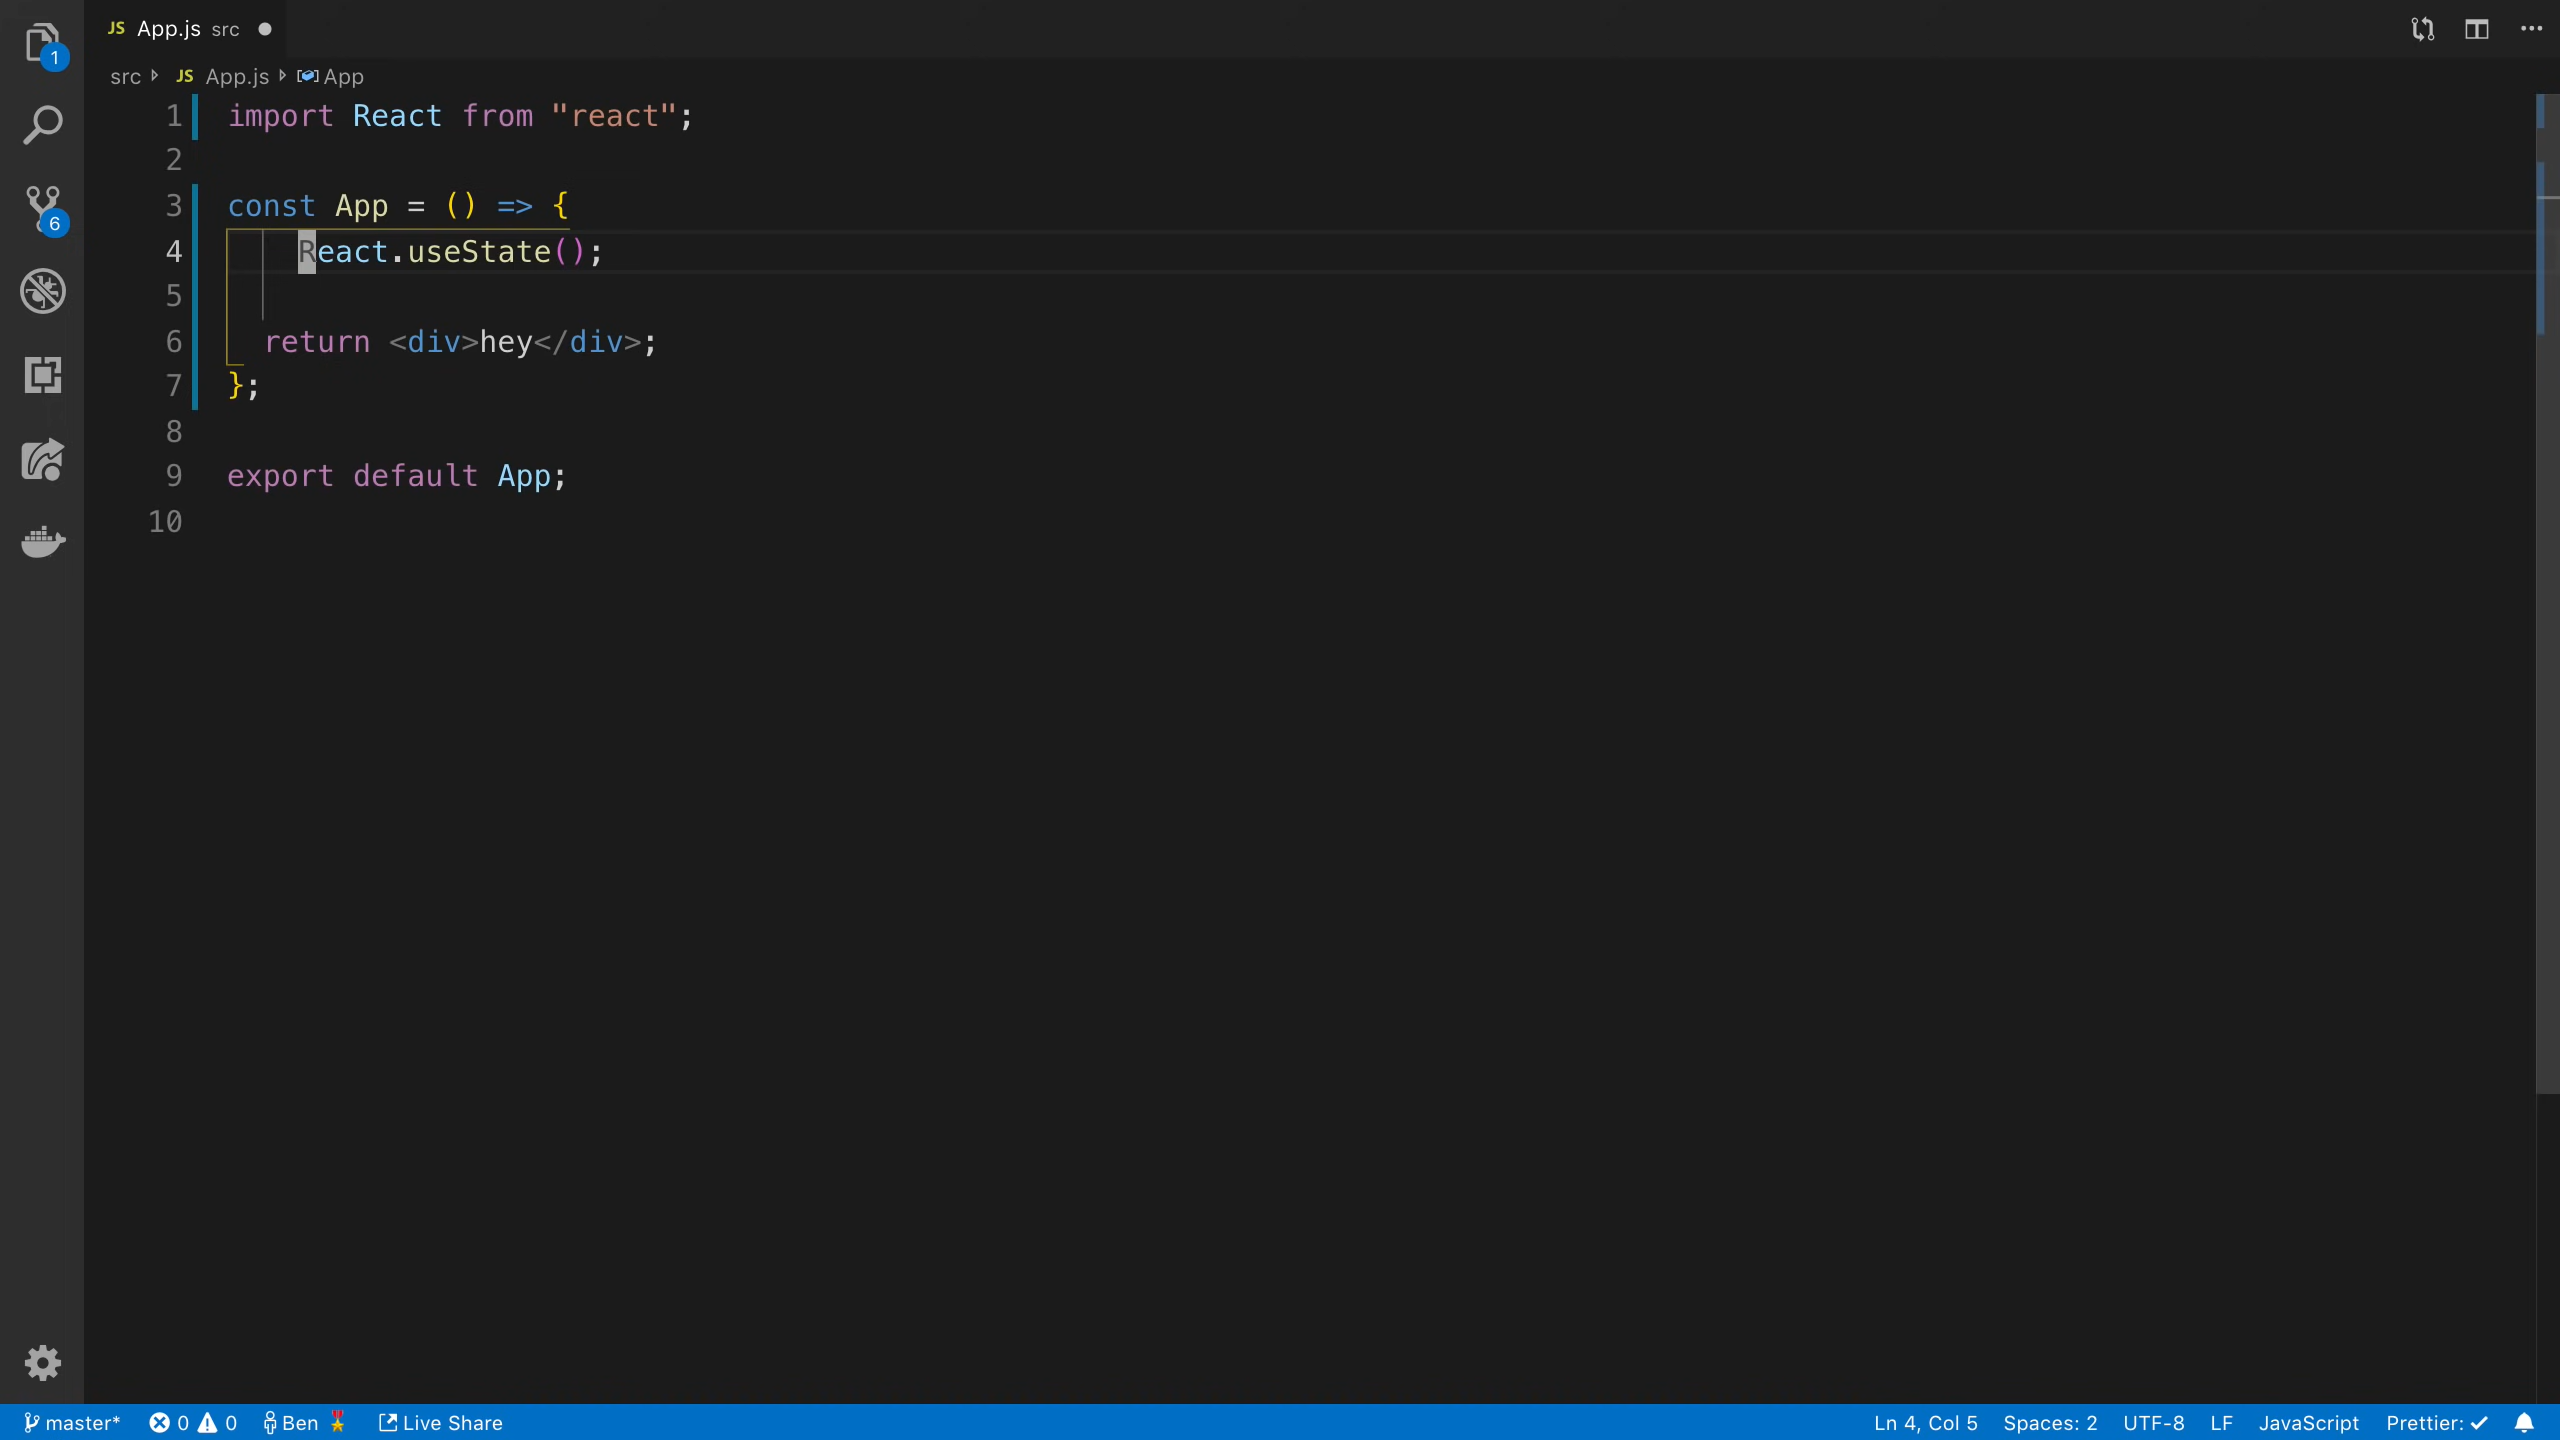 JS App.js src
src JS App.js App
1
1 import React from "react";
2
3 const App = () => {
4 React.useState();
5
6 return <div>hey</div>;
7 };
8
9 export default App;
10
6
master* 0 0 Ben Live Share Ln 4, Col 5 Spaces: 2 UTF-8 LF JavaScript Prettier: ✓